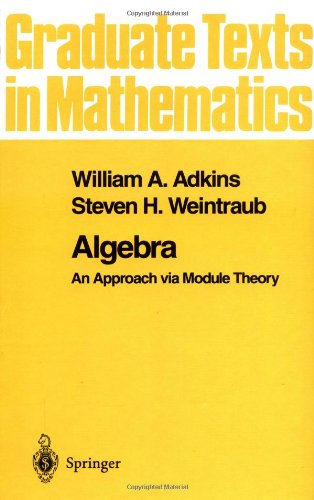 Graduate Texts
in Mathematics
William A. Adkins
Steven H. Weintraub
Algebra
An Approach via Module Theory
Springer